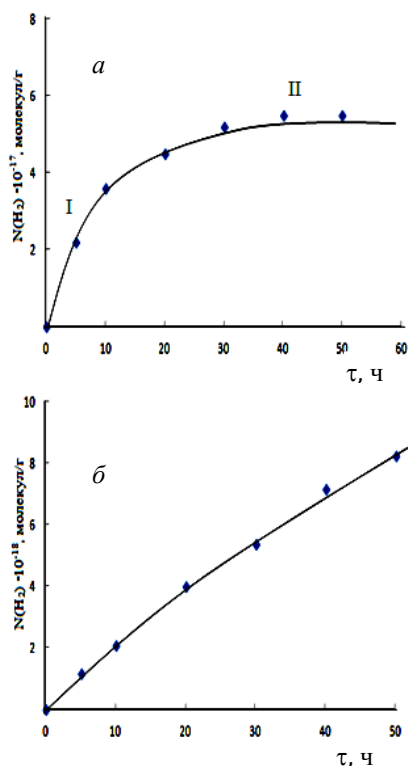 а
II
I
N(H₂) ·10⁻¹⁷, молекул/г
8
6
4
2
0
0 10 20 30 40 50 60
τ, ч
б
N(H₂) ·10⁻¹⁸, молекул/г
10
8
6
4
2
0
0 10 20 30 40 50
τ, ч